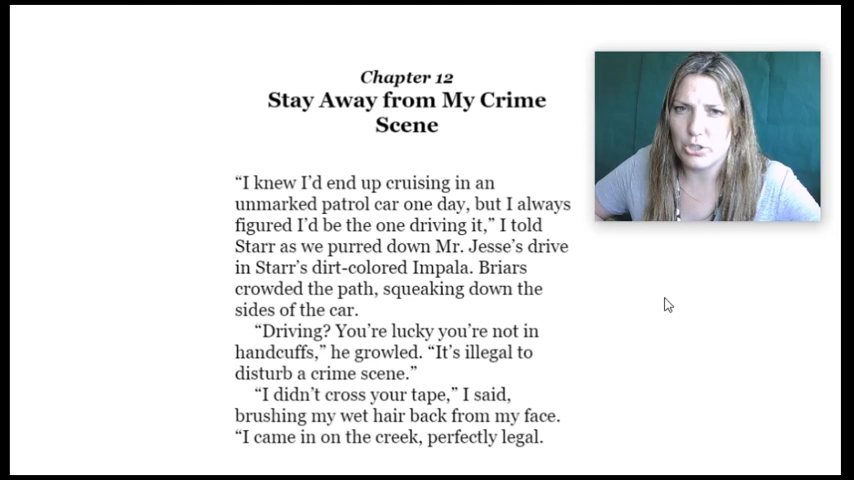 Chapter 12
Stay Away from My Crime
Scene
“I knew I’d end up cruising in an
unmarked patrol car one day, but I always
figured I’d be the one driving it,” I told
Starr as we purred down Mr. Jesse’s drive
in Starr’s dirt-colored Impala. Briars
crowded the path, squeaking down the
sides of the car.
“Driving? You’re lucky you’re not in
handcuffs,” he growled. “It’s illegal to
disturb a crime scene.”
“I didn’t cross your tape,” I said,
brushing my wet hair back from my face.
“I came in on the creek, perfectly legal.